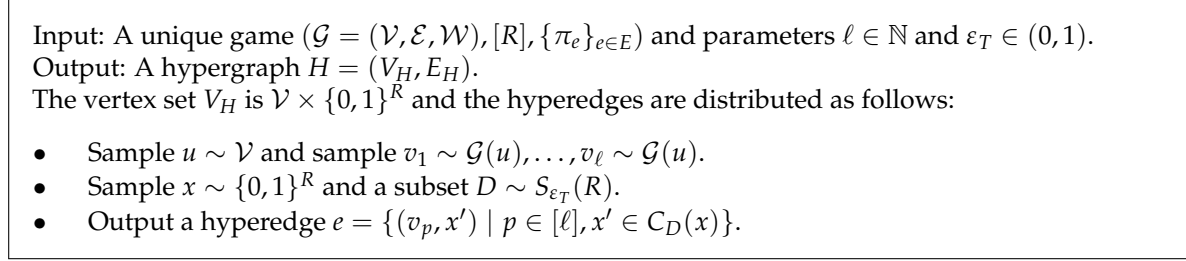 Input: A unique game (𝒢 = (𝒱, ℰ, 𝒲), [R], {π_e}_{e∈E}) and parameters ℓ ∈ ℕ and ε_T ∈ (0, 1).
Output: A hypergraph H = (V_H, E_H).
The vertex set V_H is 𝒱 × {0, 1}^R and the hyperedges are distributed as follows:
• Sample u ∼ 𝒱 and sample v_1 ∼ 𝒢(u), . . . , v_ℓ ∼ 𝒢(u).
• Sample x ∼ {0, 1}^R and a subset D ∼ S_{ε_T}(R).
• Output a hyperedge e = {(v_p, x′) | p ∈ [ℓ], x′ ∈ C_D(x)}.